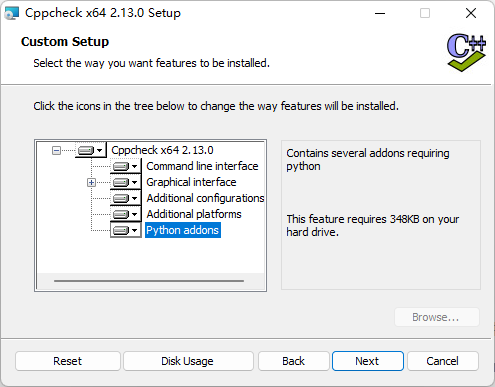 Cppcheck x64 2.13.0 Setup
Custom Setup
Select the way you want features to be installed.
C++
Click the icons in the tree below to change the way features will be installed.
Cppcheck x64 2.13.0
Command line interface
Graphical interface
Additional configurations
Additional platforms
Python addons
Contains several addons requiring
python
This feature requires 348KB on your
hard drive.
Browse...
Reset
Disk Usage
Back
Next
Cancel